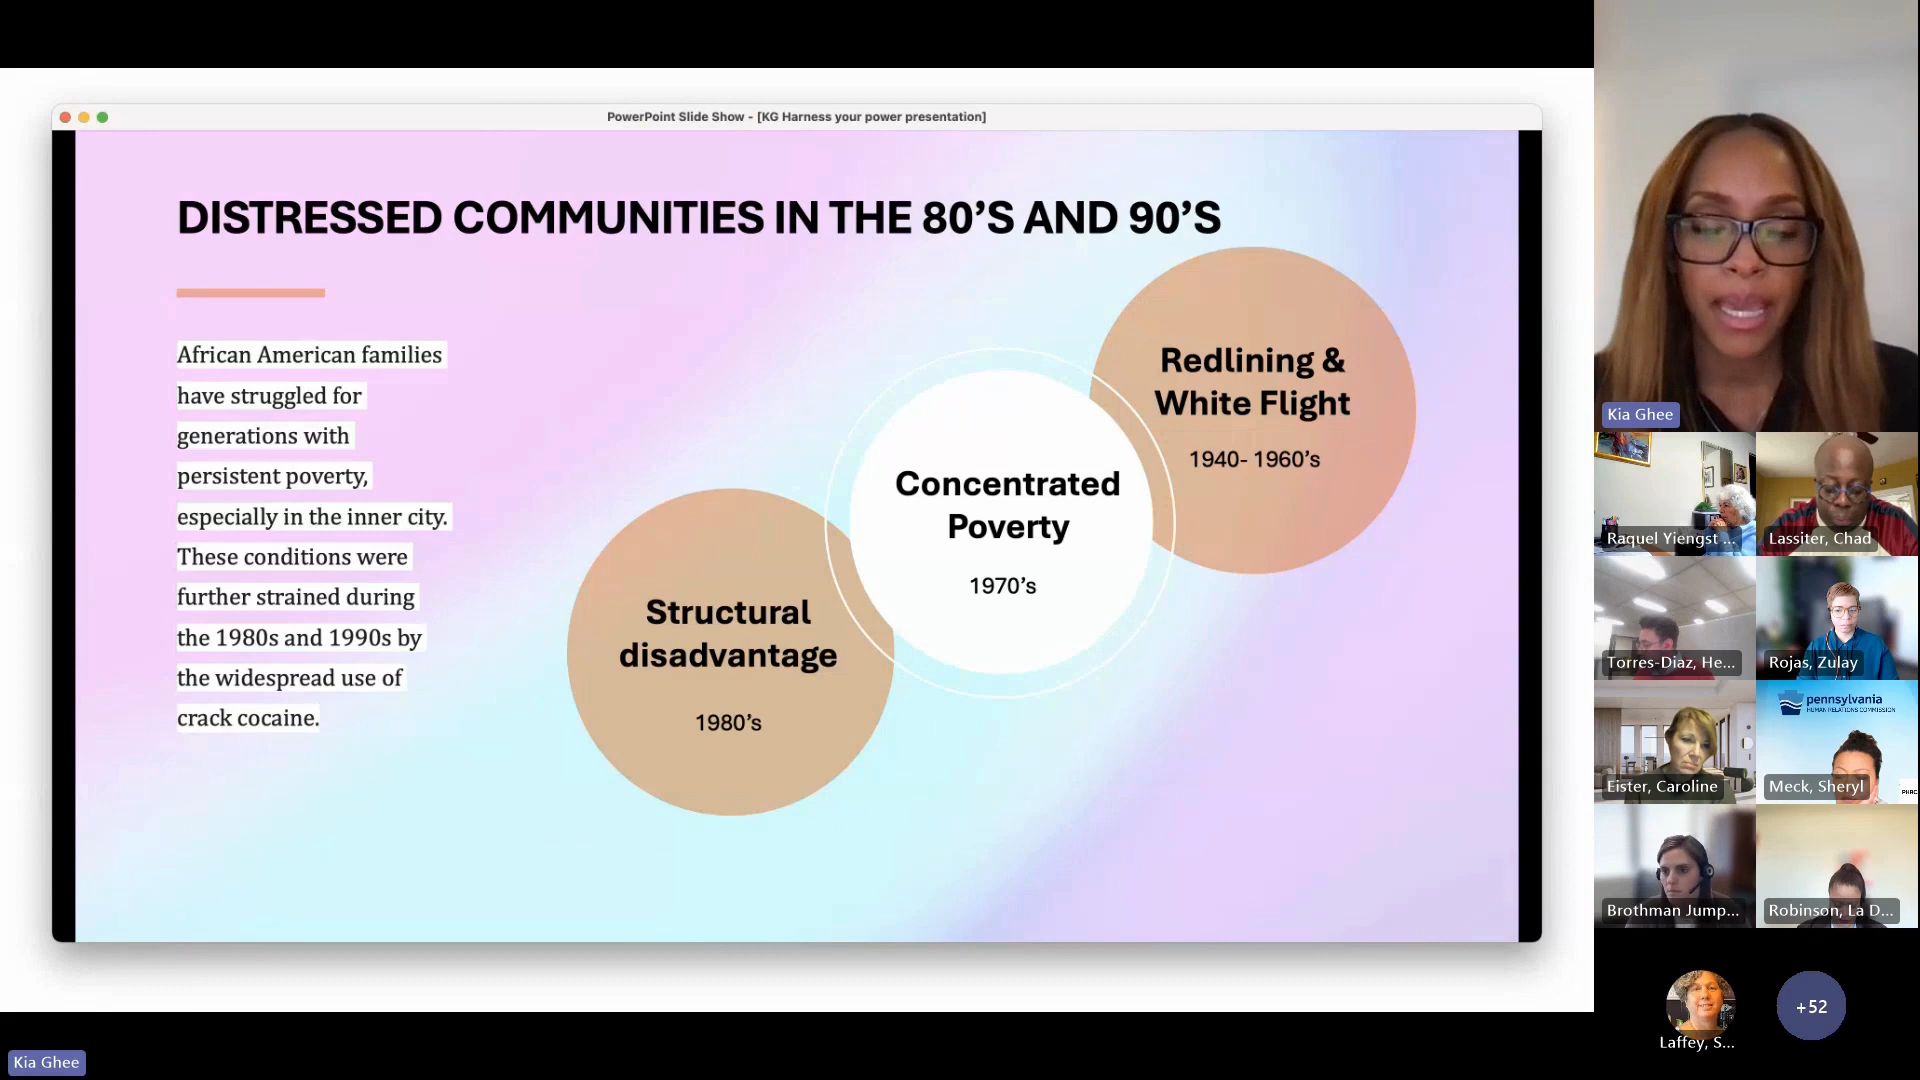 PowerPoint Slide Show - [KG Harness your power presentation]
DISTRESSED COMMUNITIES IN THE 80’S AND 90’S
African American families
have struggled for
generations with
persistent poverty,
especially in the inner city.
These conditions were
further strained during
the 1980s and 1990s by
the widespread use of
crack cocaine.
Structural
disadvantage
1980’s
Concentrated
Poverty
1970’s
Redlining &
White Flight
1940- 1960’s
Kia Ghee
Raquel Yiengst ...
Lassiter, Chad
Torres-Diaz, He...
Rojas, Zulay
Eister, Caroline
pennsylvania
HUMAN RELATIONS COMMISSION
Meck, Sheryl
PHRC
Brothman Jump...
Robinson, La D...
Laffey, S...
+52
Kia Ghee